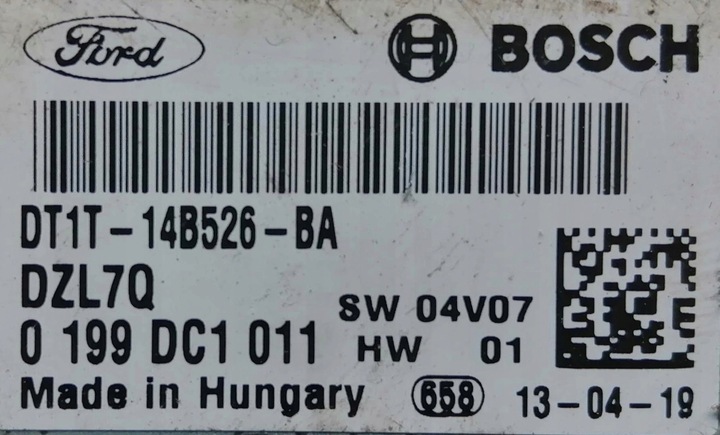 Ford BOSCH
DT1T-14B526-BA
DZL7Q
SW 04V07
0 199 DC1 011 HW 01
Made in Hungary 658 13-04-19